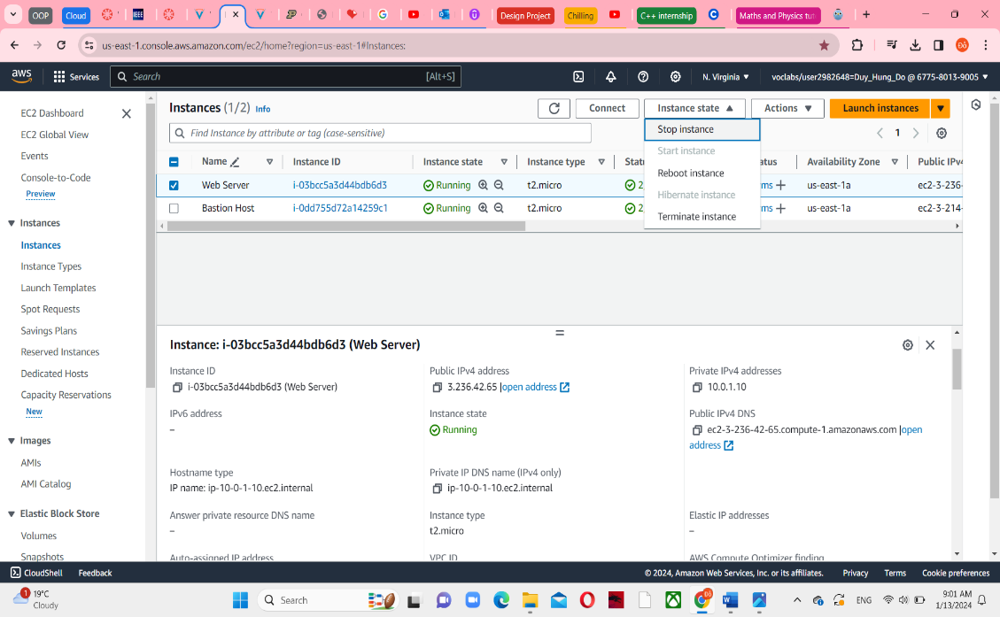 OOP Cloud IEEE Design Project Chilling C++ internship Maths and Physics tu
us-east-1.console.aws.amazon.com/ec2/home?region=us-east-1#Instances:
aws Services Search [Alt+S] N. Virginia voclabs/user2982648=Duy_Hung_Do @ 6775-8013-9005
EC2 Dashboard
EC2 Global View
Events
Console-to-Code
Preview
Instances
Instances
Instance Types
Launch Templates
Spot Requests
Savings Plans
Reserved Instances
Dedicated Hosts
Capacity Reservations
New
Images
AMIs
AMI Catalog
Elastic Block Store
Volumes
Snapshots
Instances (1/2) Info
Connect Instance state Actions Launch instances
Find Instance by attribute or tag (case-sensitive) 1
Stop instance
Start instance
Reboot instance
Hibernate instance
Terminate instance
Name Instance ID Instance state Instance type Statu atus Availability Zone Public IPv4
Web Server i-03bcc5a3d44bdb6d3 Running t2.micro 2 ms us-east-1a ec2-3-236-
Bastion Host i-0dd755d72a14259c1 Running t2.micro 2 ms us-east-1a ec2-3-214-
Instance: i-03bcc5a3d44bdb6d3 (Web Server)
Instance ID
i-03bcc5a3d44bdb6d3 (Web Server)
Public IPv4 address
3.236.42.65 |open address
Private IPv4 addresses
10.0.1.10
IPv6 address
–
Instance state
Running
Public IPv4 DNS
ec2-3-236-42-65.compute-1.amazonaws.com |open
address
Hostname type
IP name: ip-10-0-1-10.ec2.internal
Private IP DNS name (IPv4 only)
ip-10-0-1-10.ec2.internal
Answer private resource DNS name
–
Instance type
t2.micro
Elastic IP addresses
–
Auto-assigned IP address VPC ID AWS Compute Optimizer finding
CloudShell Feedback © 2024, Amazon Web Services, Inc. or its affiliates. Privacy Terms Cookie preferences
1 19°C
Cloudy
Search
ENG
9:01 AM
1/13/2024